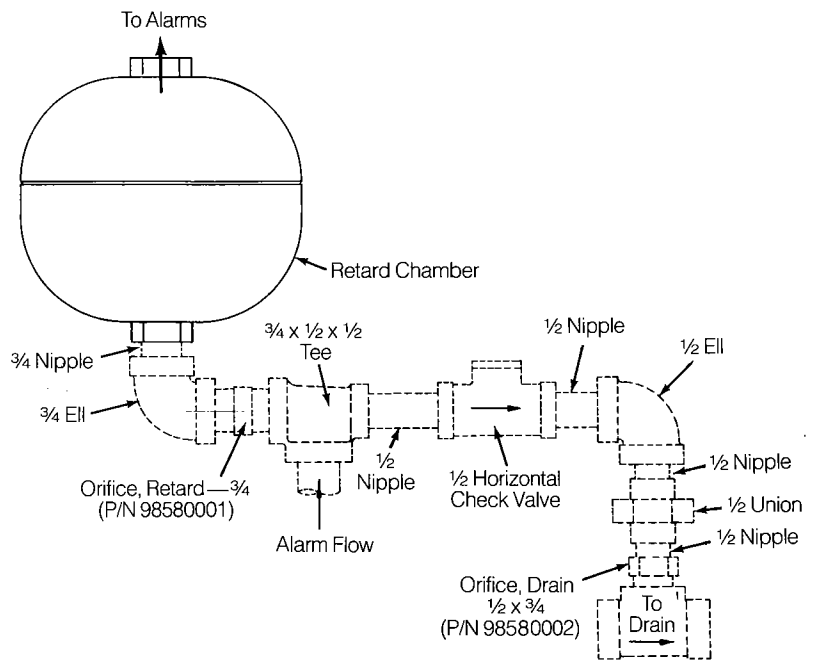 To Alarms
Retard Chamber
¾ x ½ x ½
Tee
½ Nipple
½ Ell
¾ Nipple
¾ Ell
½
Nipple
½ Horizontal
Check Valve
½ Nipple
Orifice, Retard—¾
(P/N 98580001)
½ Union
Alarm Flow
½ Nipple
Orifice, Drain
½ x ¾
(P/N 98580002)
To
Drain